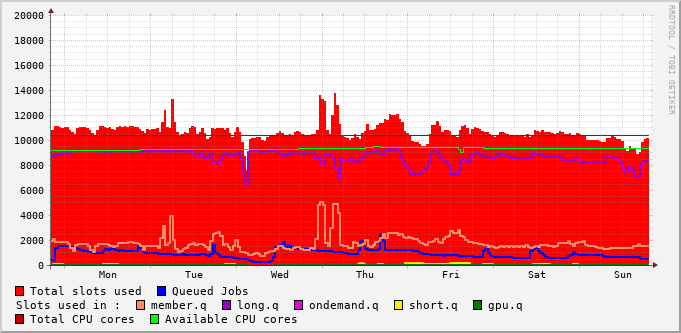 20000
18000
16000
14000
12000
10000
8000
6000
4000
2000
0
Mon Tue Wed Thu Fri Sat Sun
RRDTOOL / TOBI OETIKER
Total slots used Queued Jobs
Slots used in : member.q long.q ondemand.q short.q gpu.q
Total CPU cores Available CPU cores